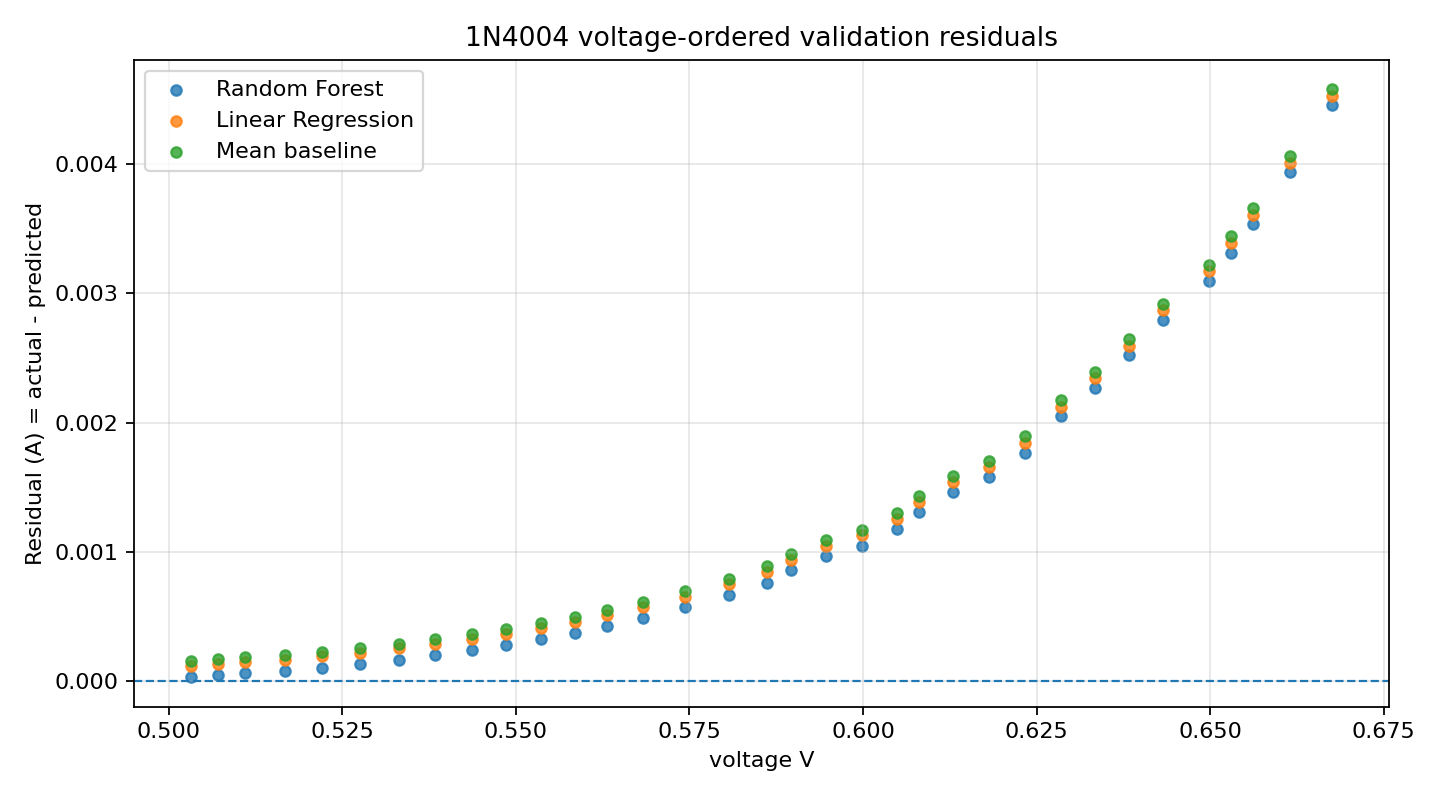 1N4004 voltage-ordered validation residuals
Random Forest
Linear Regression
Mean baseline
Residual (A) = actual - predicted
0.004
0.003
0.002
0.001
0.000
0.500 0.525 0.550 0.575 0.600 0.625 0.650 0.675
voltage V